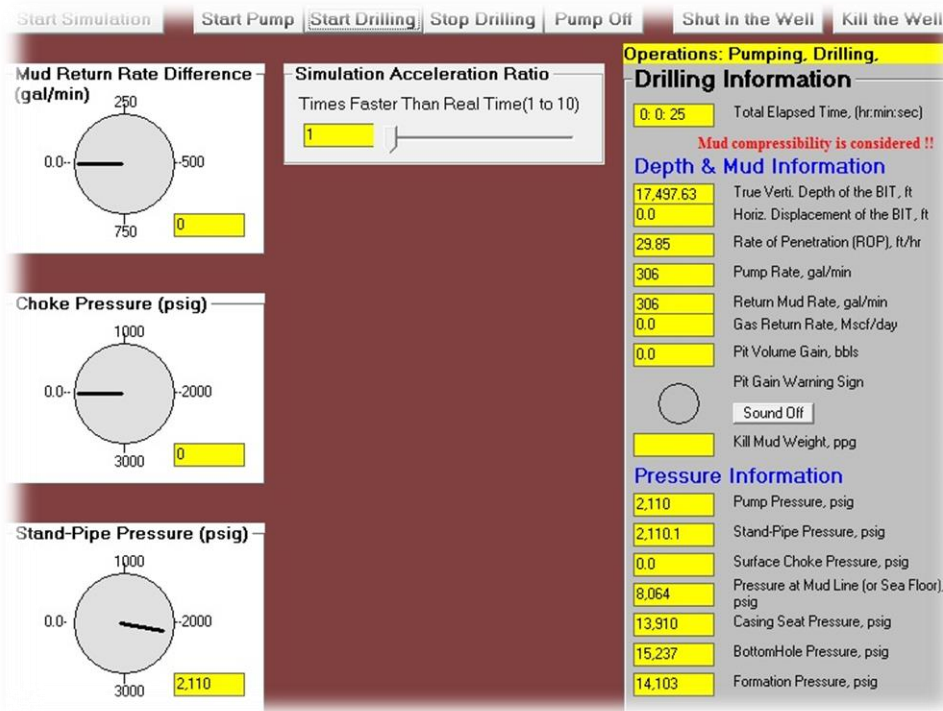 Start Simulation Start Pump Start Drilling Stop Drilling Pump Off Shut In the Well Kill the Well
Operations: Pumping, Drilling,
Mud Return Rate Difference
(gal/min)
250
0.0-
-500
750
0
Simulation Acceleration Ratio
Times Faster Than Real Time(1 to 10)
1
Drilling Information
0: 0: 25 Total Elapsed Time, (hr:min:sec)
Mud compressibility is considered !!
Depth & Mud Information
17,497.63 True Verti. Depth of the BIT, ft
0.0 Horiz. Displacement of the BIT, ft
29.85 Rate of Penetration (ROP), ft/hr
306 Pump Rate, gal/min
306 Return Mud Rate, gal/min
0.0 Gas Return Rate, Mscf/day
0.0 Pit Volume Gain, bbls
Pit Gain Warning Sign
Sound Off
Kill Mud Weight, ppg
Choke Pressure (psig)
1000
0.0-
-2000
3000
0
Pressure Information
2,110 Pump Pressure, psig
2,110.1 Stand-Pipe Pressure, psig
0.0 Surface Choke Pressure, psig
8,064 Pressure at Mud Line (or Sea Floor),
psig
13,910 Casing Seat Pressure, psig
15,237 BottomHole Pressure, psig
14,103 Formation Pressure, psig
Stand-Pipe Pressure (psig)
1000
0.0-
-2000
3000
2,110